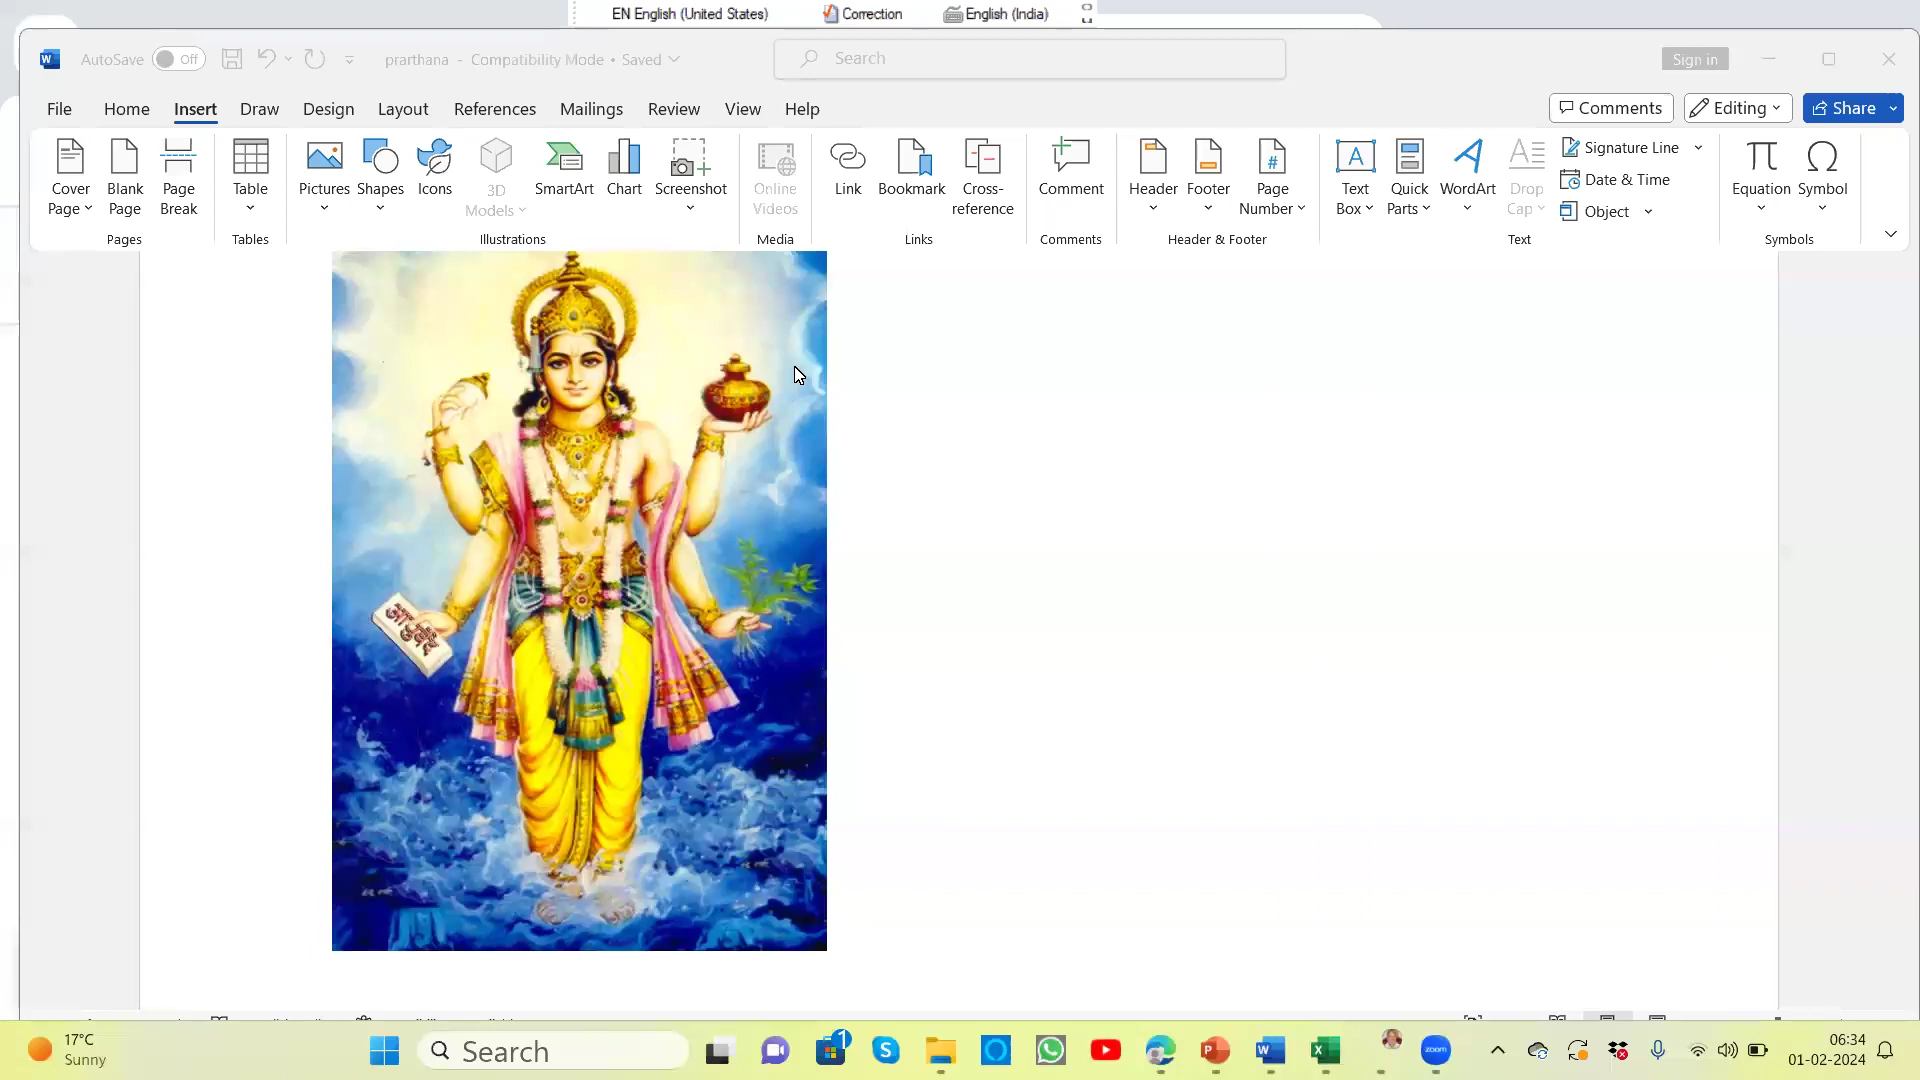 EN English (United States) Correction English (India)
AutoSave Off prarthana - Compatibility Mode • Saved Search Sign in
File Home Insert Draw Design Layout References Mailings Review View Help Comments Editing Share
Cover Page
Blank Page
Page Break
Table
Pictures
Shapes
Icons
3D Models
SmartArt
Chart
Screenshot
Online Videos
Link
Bookmark
Cross-reference
Comment
Header
Footer
Page Number
Text Box
Quick Parts
WordArt
Drop Cap
Signature Line
Date & Time
Object
Equation
Symbol
Pages Tables Illustrations Media Links Comments Header & Footer Text Symbols
आयुर्वेद
17°C
Sunny
Search
1
zoom
06:34
01-02-2024